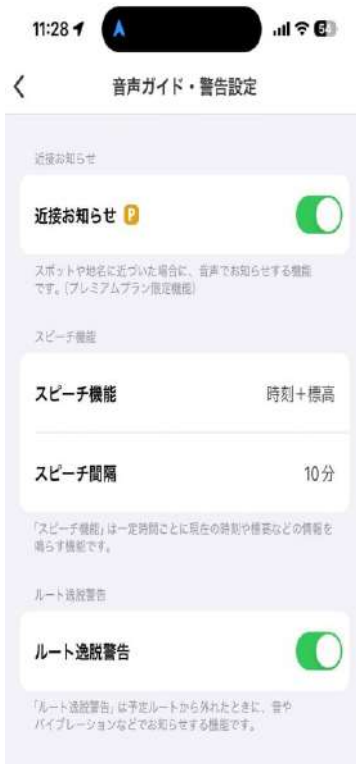 11:28
54
音声ガイド・警告設定
近接お知らせ
近接お知らせ P
スポットや地名に近づいた場合に、音声でお知らせする機能
です。(プレミアムプラン限定機能)
スピーチ機能
スピーチ機能 時刻+標高
スピーチ間隔 10分
「スピーチ機能」は一定時間ごとに現在の時刻や標高などの情報を
鳴らす機能です。
ルート逸脱警告
ルート逸脱警告
「ルート逸脱警告」は予定ルートから外れたときに、音や
バイブレーションなどでお知らせする機能です。